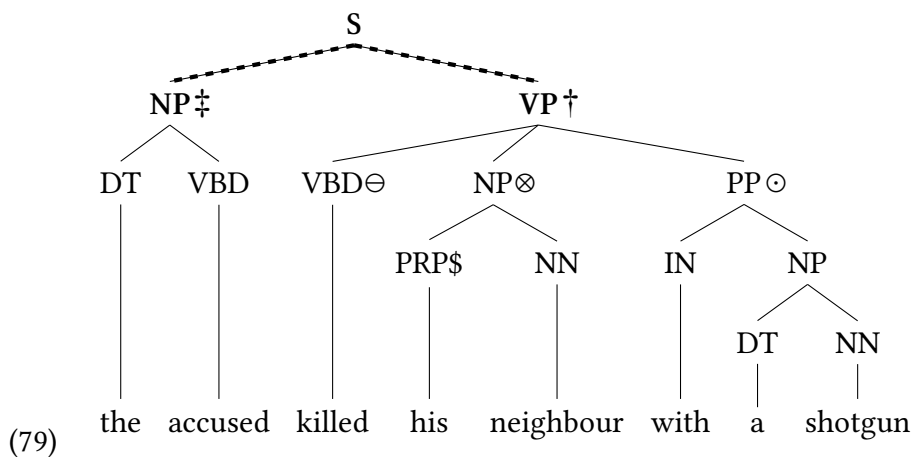 S
NP‡ VP†
DT VBD VBD⊖ NP⊗ PP⊙
PRP$ NN IN NP
DT NN
the accused killed his neighbour with a shotgun
(79)